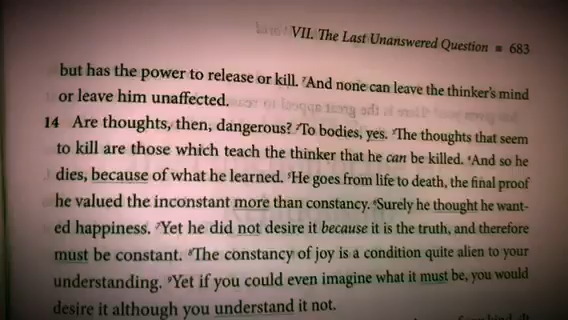 VII. The Last Unanswered Question ■ 683
but has the power to release or kill. ⁷And none can leave the thinker's mind
or leave him unaffected.
14 Are thoughts, then, dangerous? ²To bodies, yes. ³The thoughts that seem
to kill are those which teach the thinker that he can be killed. ⁴And so he
dies, because of what he learned. ⁵He goes from life to death, the final proof
he valued the inconstant more than constancy. ⁶Surely he thought he want-
ed happiness. ⁷Yet he did not desire it because it is the truth, and therefore
must be constant. ⁸The constancy of joy is a condition quite alien to your
understanding. ⁹Yet if you could even imagine what it must be, you would
desire it although you understand it not.